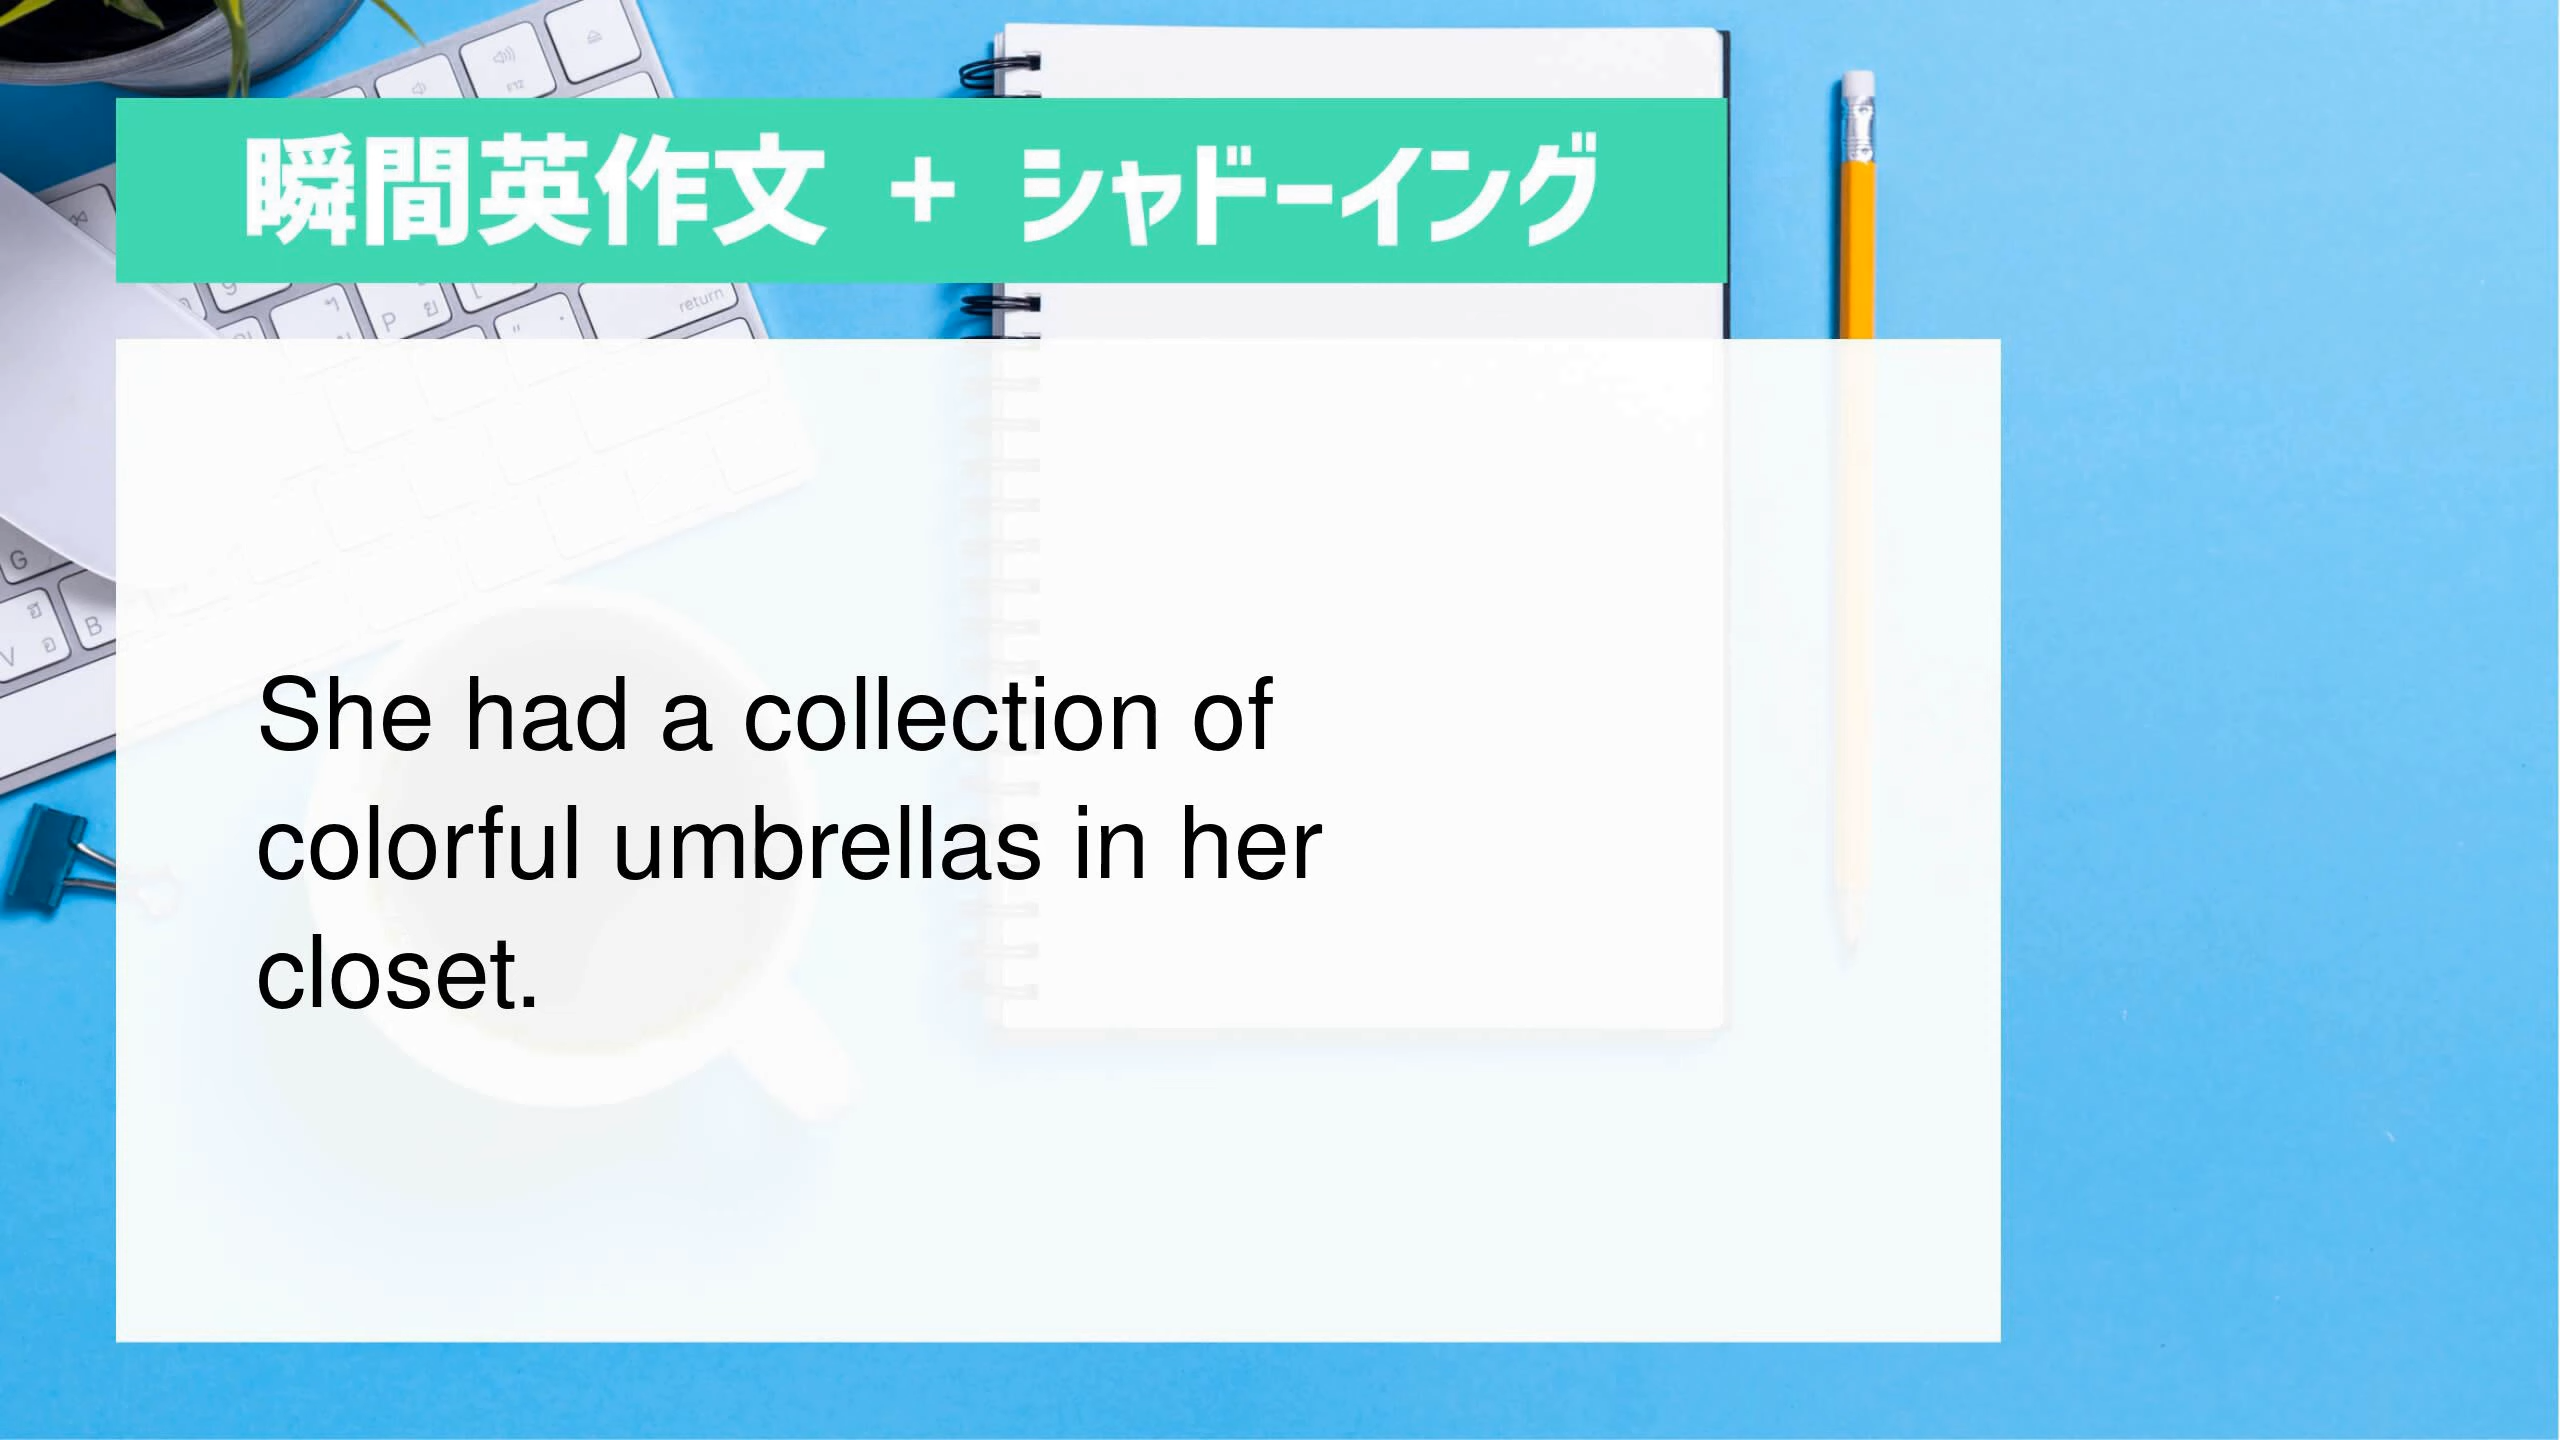 瞬間英作文 + シャドーイング
She had a collection of
colorful umbrellas in her
closet.